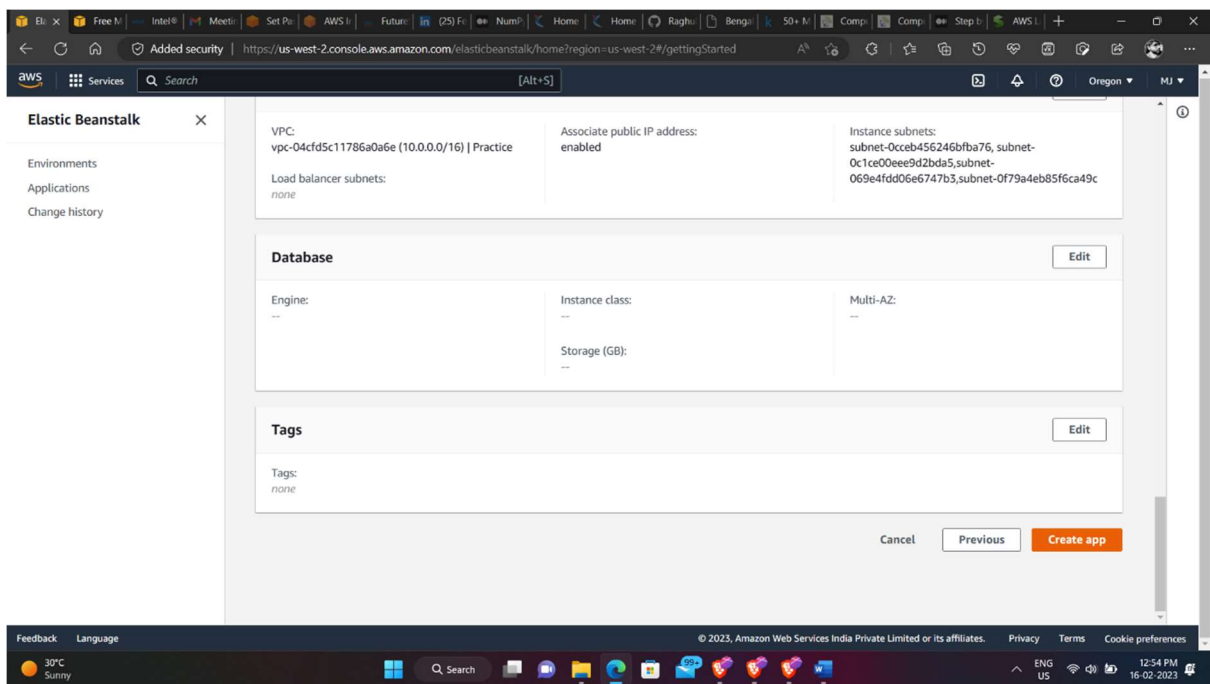 Ela
Free M
Intel®
Meetin
Set Pa
AWS I
Future
(25) Fe
NumP
Home
Home
Raghu
Bengal
50+ M
Comp
Comp
Step b
AWS L
Added security
https://us-west-2.console.aws.amazon.com/elasticbeanstalk/home?region=us-west-2#/gettingStarted
aws
Services
Search
[Alt+S]
Oregon
MJ
Elastic Beanstalk
Environments
Applications
Change history
VPC:
vpc-04cfd5c11786a0a6e (10.0.0.0/16) | Practice
Load balancer subnets:
none
Associate public IP address:
enabled
Instance subnets:
subnet-0cceb456246bfba76, subnet-
0c1ce00eee9d2bda5,subnet-
069e4fdd06e6747b3,subnet-0f79a4eb85f6ca49c
Database
Edit
Engine:
--
Instance class:
--
Storage (GB):
--
Multi-AZ:
--
Tags
Edit
Tags:
none
Cancel
Previous
Create app
Feedback
Language
© 2023, Amazon Web Services India Private Limited or its affiliates.
Privacy
Terms
Cookie preferences
30°C
Sunny
Search
99+
ENG
US
12:54 PM
16-02-2023